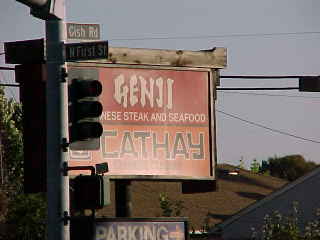 Gish Rd
N First St
GENJI
NESE STEAK AND SEAFOOD
CATHAY
PARKING